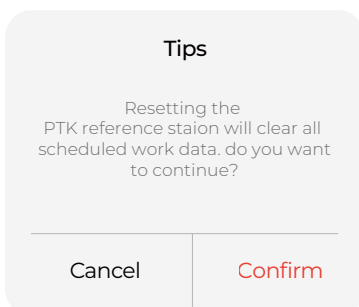 Tips
Resetting the
PTK reference staion will clear all
scheduled work data. do you want
to continue?
Cancel
Confirm